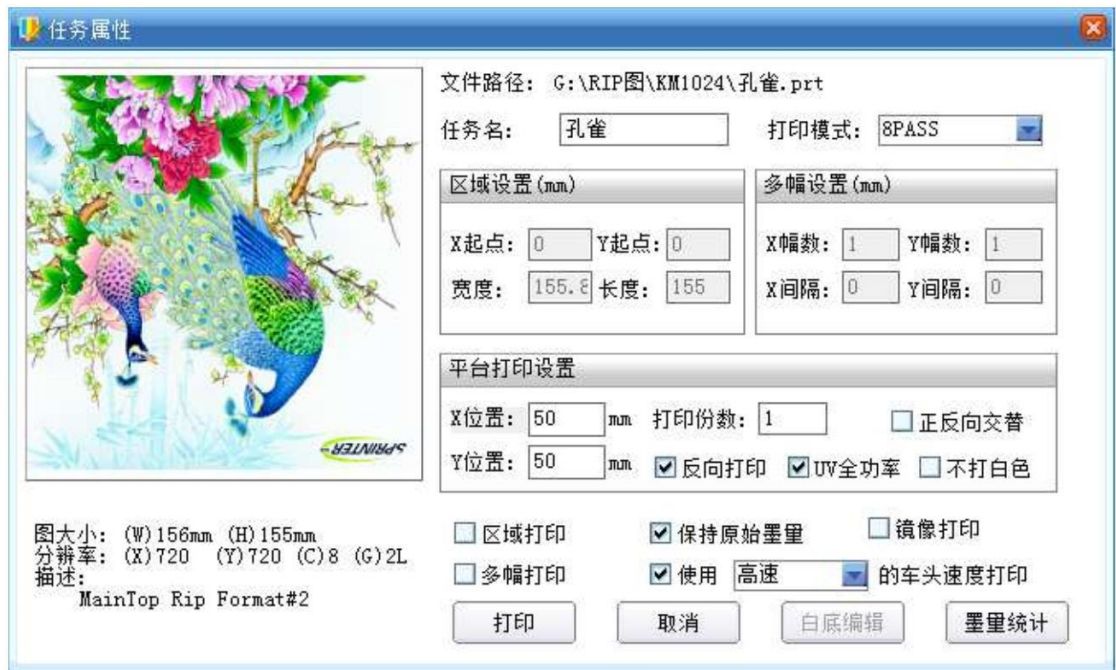 任务属性
文件路径: G:\RIP图\KM1024\孔雀.prt
任务名: 孔雀 打印模式: 8PASS
区域设置(mm) 多幅设置(mm)
X起点: 0 Y起点: 0 X幅数: 1 Y幅数: 1
宽度: 155.8 长度: 155 X间隔: 0 Y间隔: 0
平台打印设置
X位置: 50 mm 打印份数: 1 正反向交替
Y位置: 50 mm 反向打印 UV全功率 不打白色
SPRINTER
图大小: (W)156mm (H)155mm
分辨率: (X)720 (Y)720 (C)8 (G)2L
描述:
MainTop Rip Format#2
区域打印 保持原始墨量 镜像打印
多幅打印 使用 高速 的车头速度打印
打印 取消 白底编辑 墨量统计